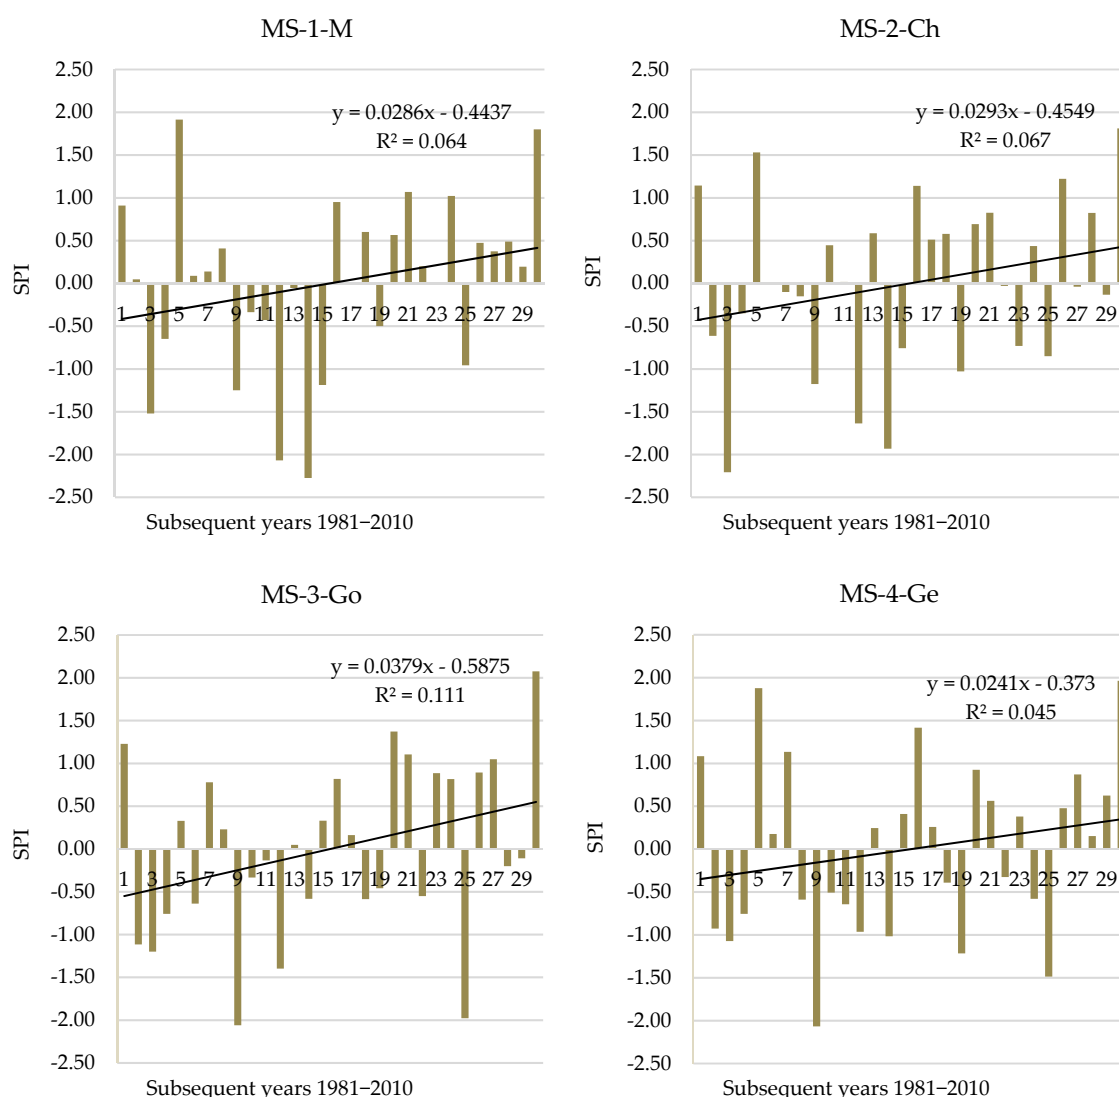 MS-1-M
2.50
2.00
1.50
1.00
0.50
0.00
-0.50
-1.00
-1.50
-2.00
-2.50
SPI
y = 0.0286x - 0.4437
R² = 0.064
1 3 5 7 9 11 13 15 17 19 21 23 25 27 29
Subsequent years 1981–2010
MS-2-Ch
2.50
2.00
1.50
1.00
0.50
0.00
-0.50
-1.00
-1.50
-2.00
-2.50
SPI
y = 0.0293x - 0.4549
R² = 0.067
1 3 5 7 9 11 13 15 17 19 21 23 25 27 29
Subsequent years 1981–2010
MS-3-Go
2.50
2.00
1.50
1.00
0.50
0.00
-0.50
-1.00
-1.50
-2.00
-2.50
SPI
y = 0.0379x - 0.5875
R² = 0.111
1 3 5 7 9 11 13 15 17 19 21 23 25 27 29
Subsequent years 1981–2010
MS-4-Ge
2.50
2.00
1.50
1.00
0.50
0.00
-0.50
-1.00
-1.50
-2.00
-2.50
SPI
y = 0.0241x - 0.373
R² = 0.045
1 3 5 7 9 11 13 15 17 19 21 23 25 27 29
Subsequent years 1981–2010